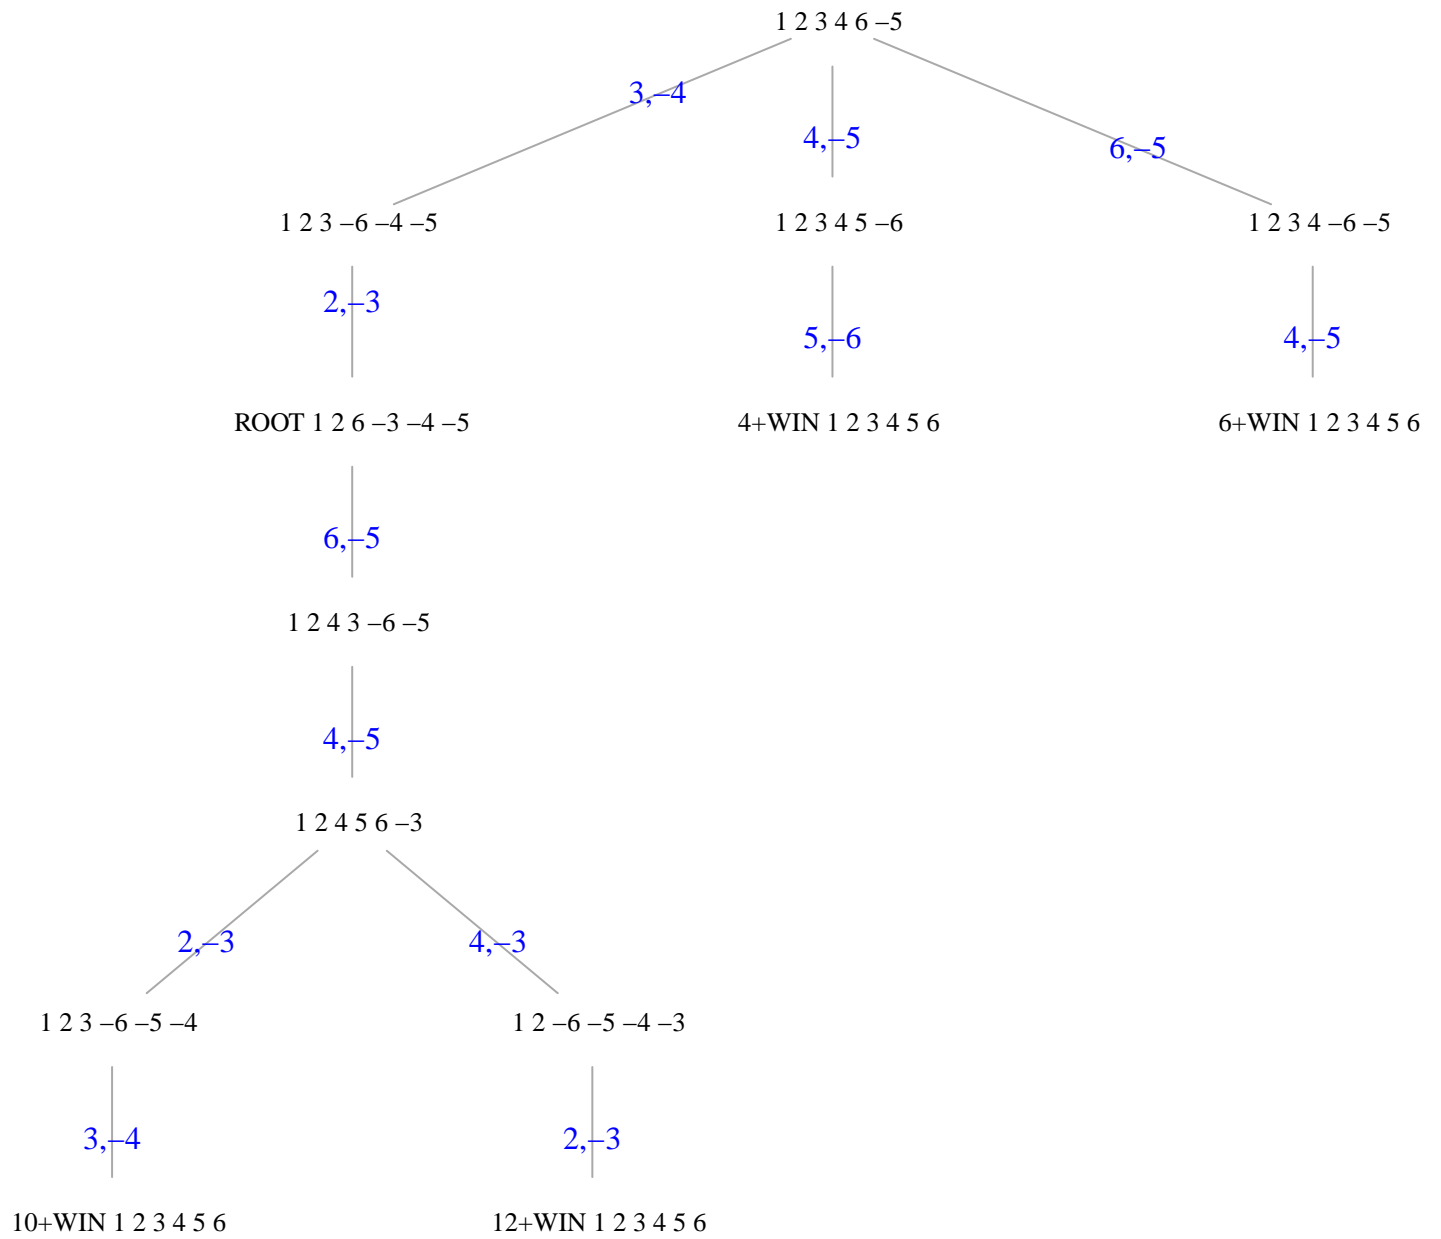 1 2 3 4 6 –5
3,–4
4,–5
6,–5
1 2 3 –6 –4 –5
1 2 3 4 5 –6
1 2 3 4 –6 –5
2,–3
5,–6
4,–5
ROOT 1 2 6 –3 –4 –5
4+WIN 1 2 3 4 5 6
6+WIN 1 2 3 4 5 6
6,–5
1 2 4 3 –6 –5
4,–5
1 2 4 5 6 –3
2,–3
4,–3
1 2 3 –6 –5 –4
1 2 –6 –5 –4 –3
3,–4
2,–3
10+WIN 1 2 3 4 5 6
12+WIN 1 2 3 4 5 6